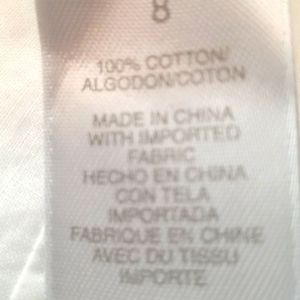 8
100% COTTON/
ALGODON/COTON
MADE IN CHINA
WITH IMPORTED
FABRIC
HECHO EN CHINA
CON TELA
IMPORTADA
FABRIQUE EN CHINE
AVEC DU TISSU
IMPORTE